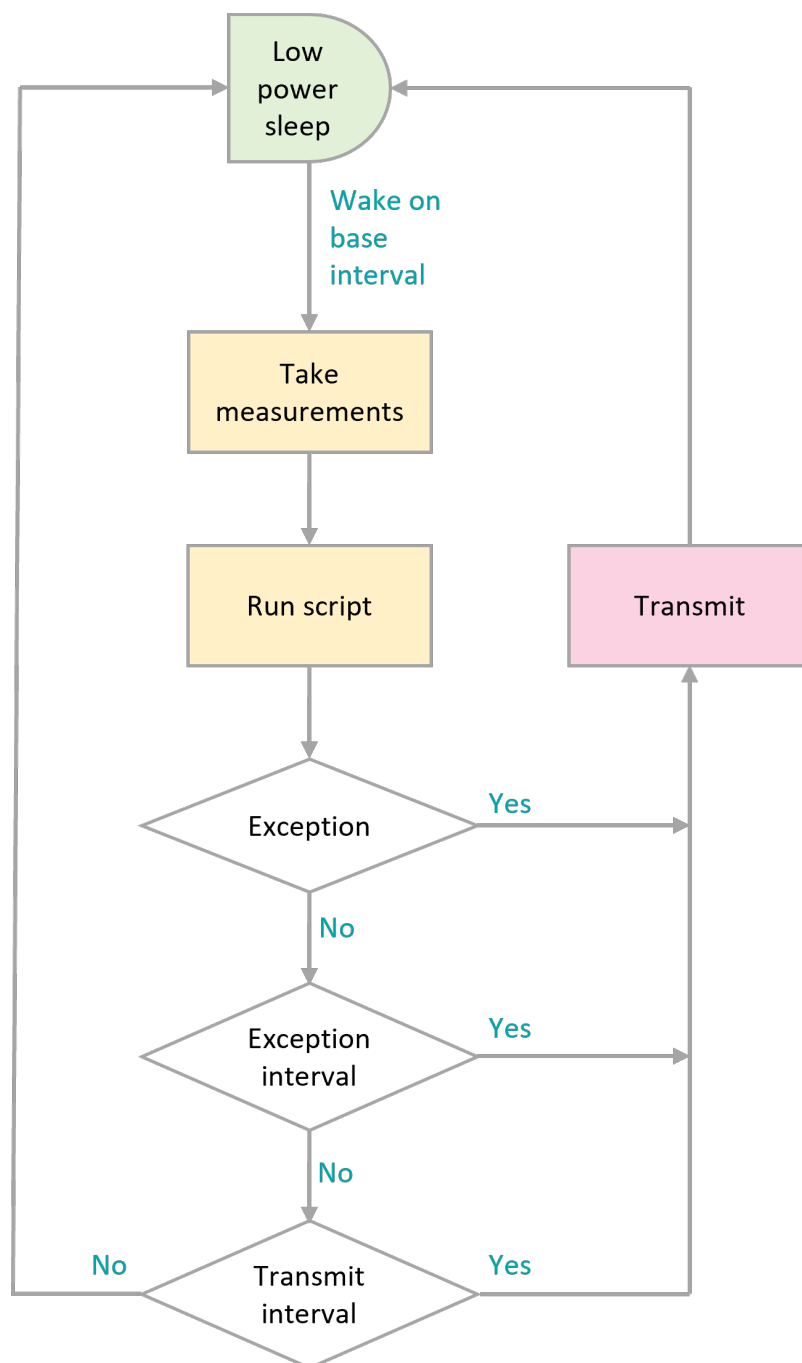 Low
power
sleep
Wake on
base
interval
Take
measurements
Run script
Transmit
Exception
Yes
No
Exception
interval
Yes
No
No
Transmit
interval
Yes